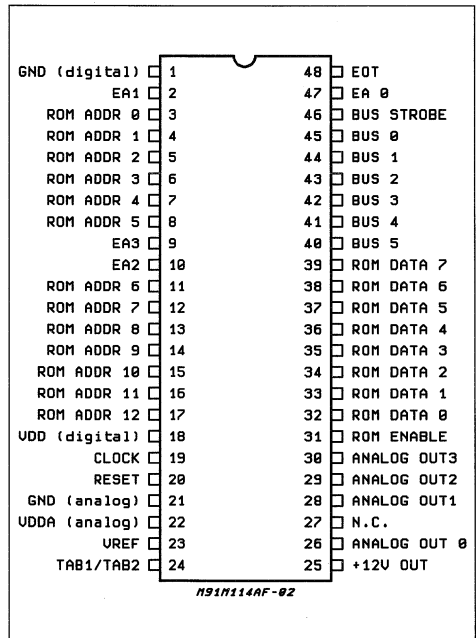 GND (digital) 1 48 EOT
EA1 2 47 EA 0
ROM ADDR 0 3 46 BUS STROBE
ROM ADDR 1 4 45 BUS 0
ROM ADDR 2 5 44 BUS 1
ROM ADDR 3 6 43 BUS 2
ROM ADDR 4 7 42 BUS 3
ROM ADDR 5 8 41 BUS 4
EA3 9 40 BUS 5
EA2 10 39 ROM DATA 7
ROM ADDR 6 11 38 ROM DATA 6
ROM ADDR 7 12 37 ROM DATA 5
ROM ADDR 8 13 36 ROM DATA 4
ROM ADDR 9 14 35 ROM DATA 3
ROM ADDR 10 15 34 ROM DATA 2
ROM ADDR 11 16 33 ROM DATA 1
ROM ADDR 12 17 32 ROM DATA 0
VDD (digital) 18 31 ROM ENABLE
CLOCK 19 30 ANALOG OUT3
RESET 20 29 ANALOG OUT2
GND (analog) 21 28 ANALOG OUT1
VDDA (analog) 22 27 N.C.
VREF 23 26 ANALOG OUT 0
TAB1/TAB2 24 25 +12V OUT
M91M114AF-02